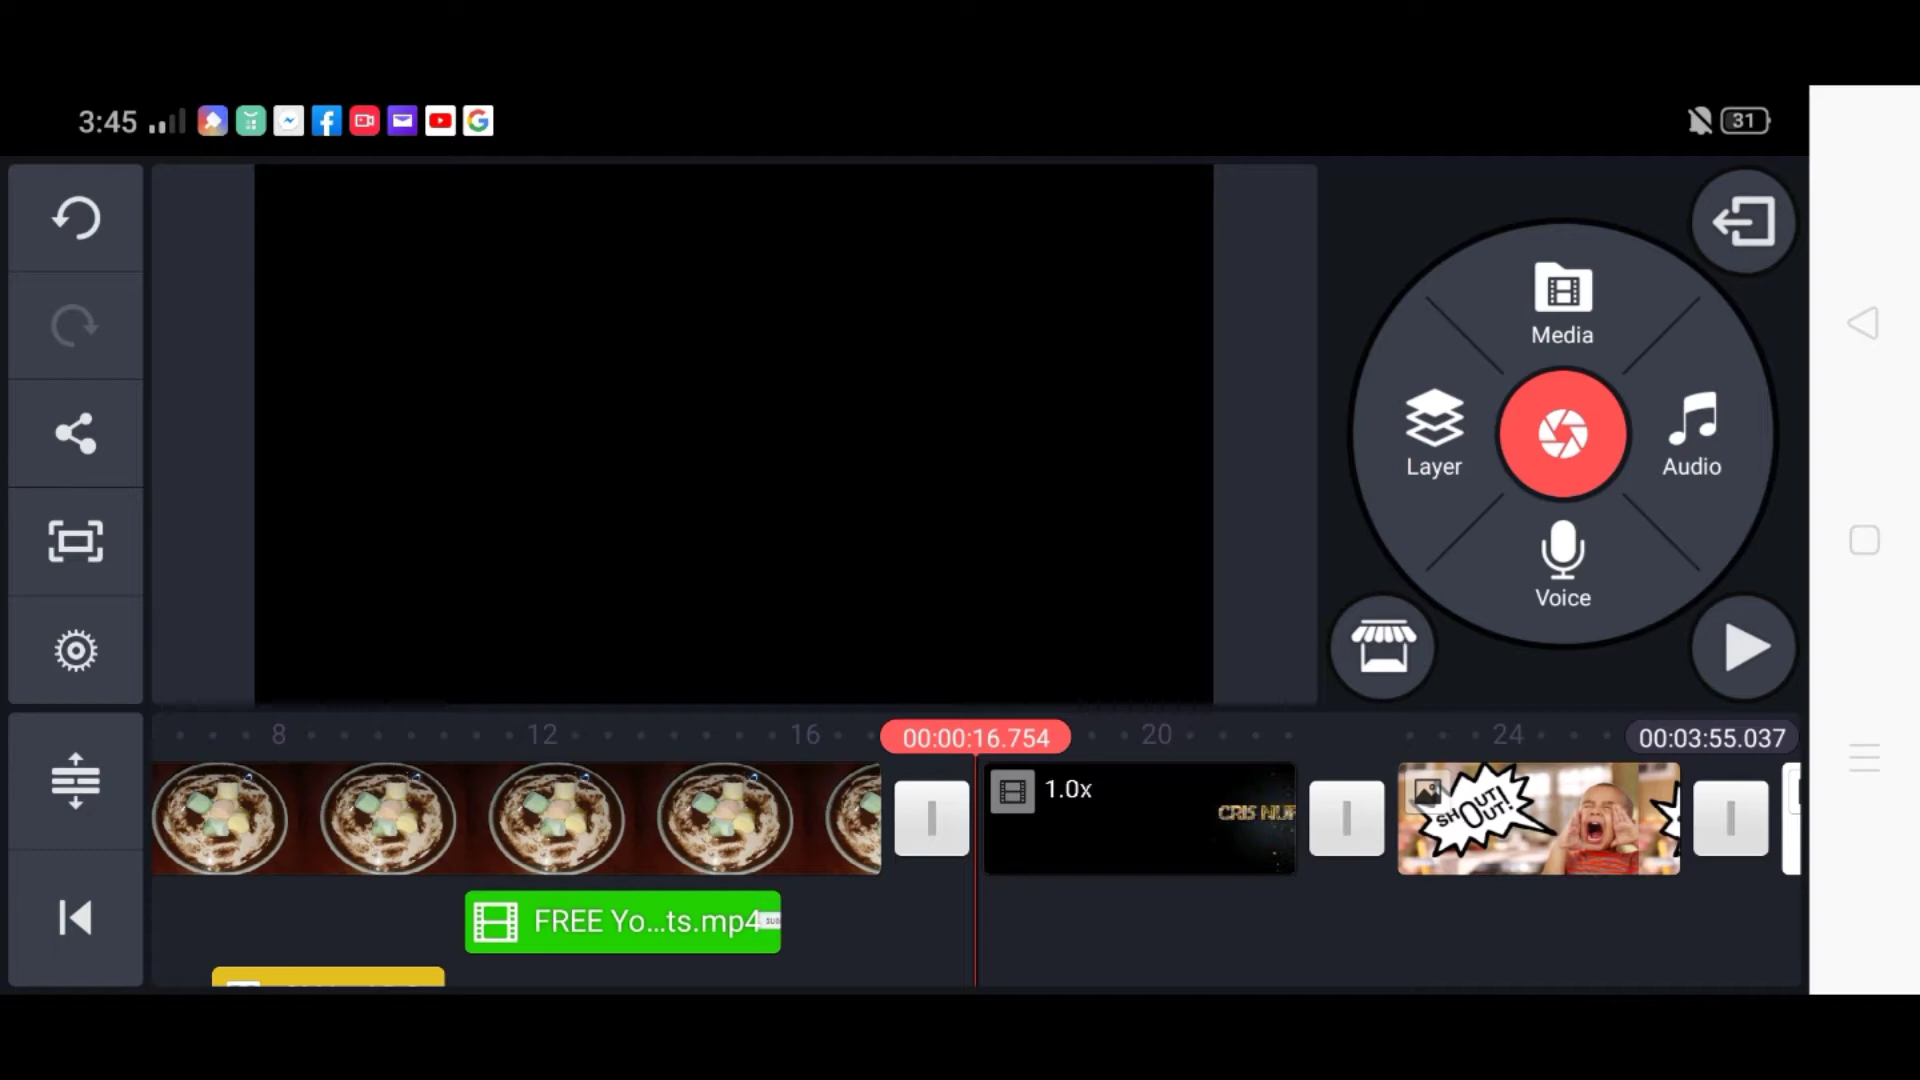 3:45
31
Media
Layer
Audio
Voice
8
12
16
00:00:16.754
20
24
00:03:55.037
1.0x
CRIS
SHOUT!
OUT!
FREE Yo...ts.mp4